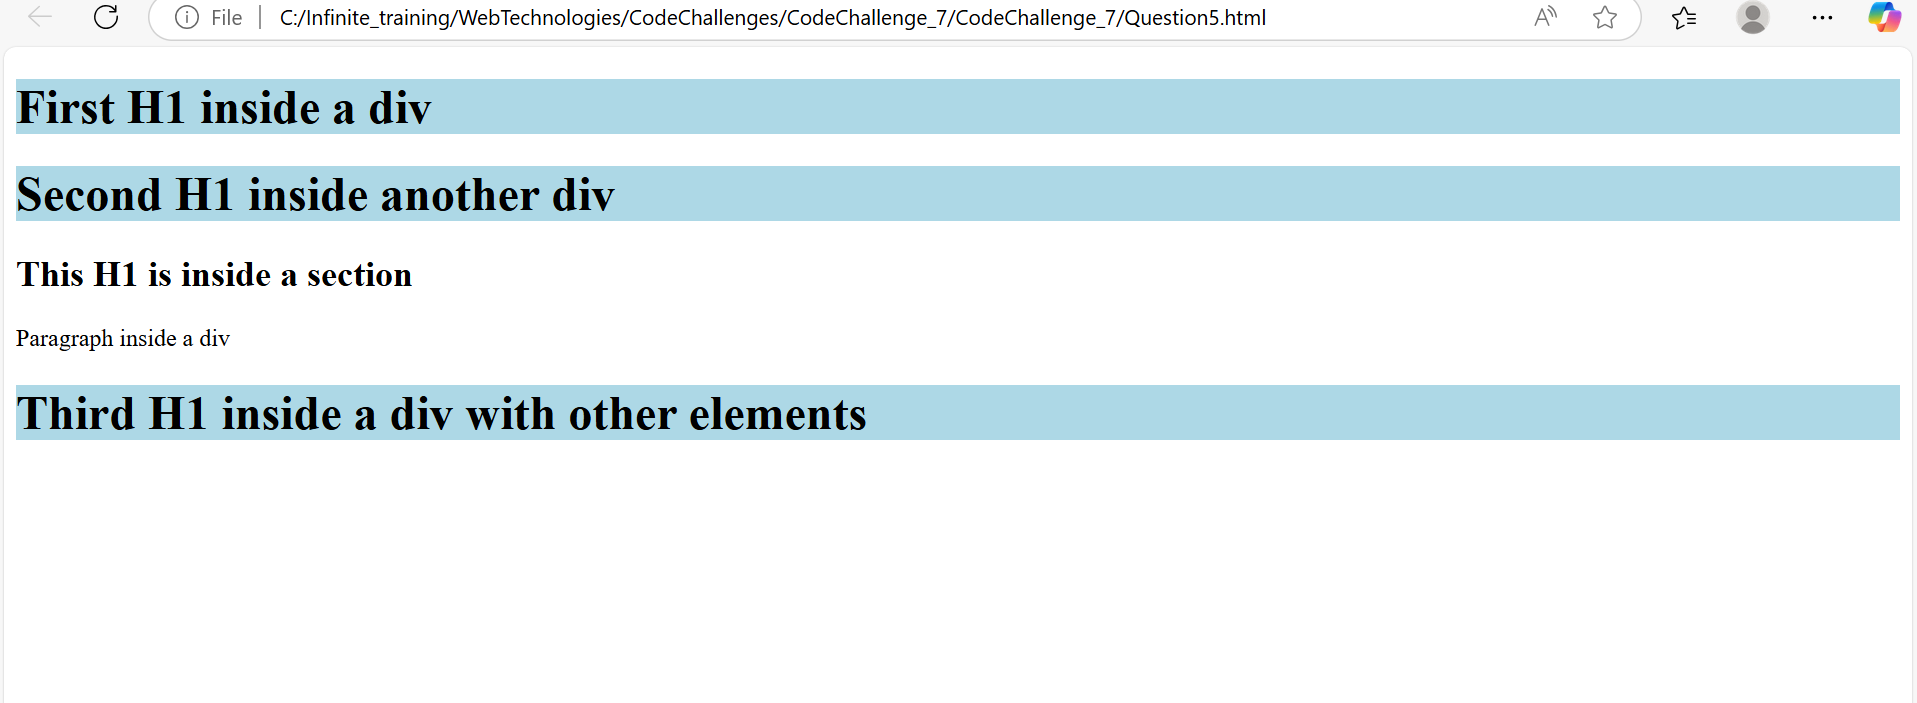 File C:/Infinite_training/WebTechnologies/CodeChallenges/CodeChallenge_7/CodeChallenge_7/Question5.html
First H1 inside a div
Second H1 inside another div
This H1 is inside a section
Paragraph inside a div
Third H1 inside a div with other elements